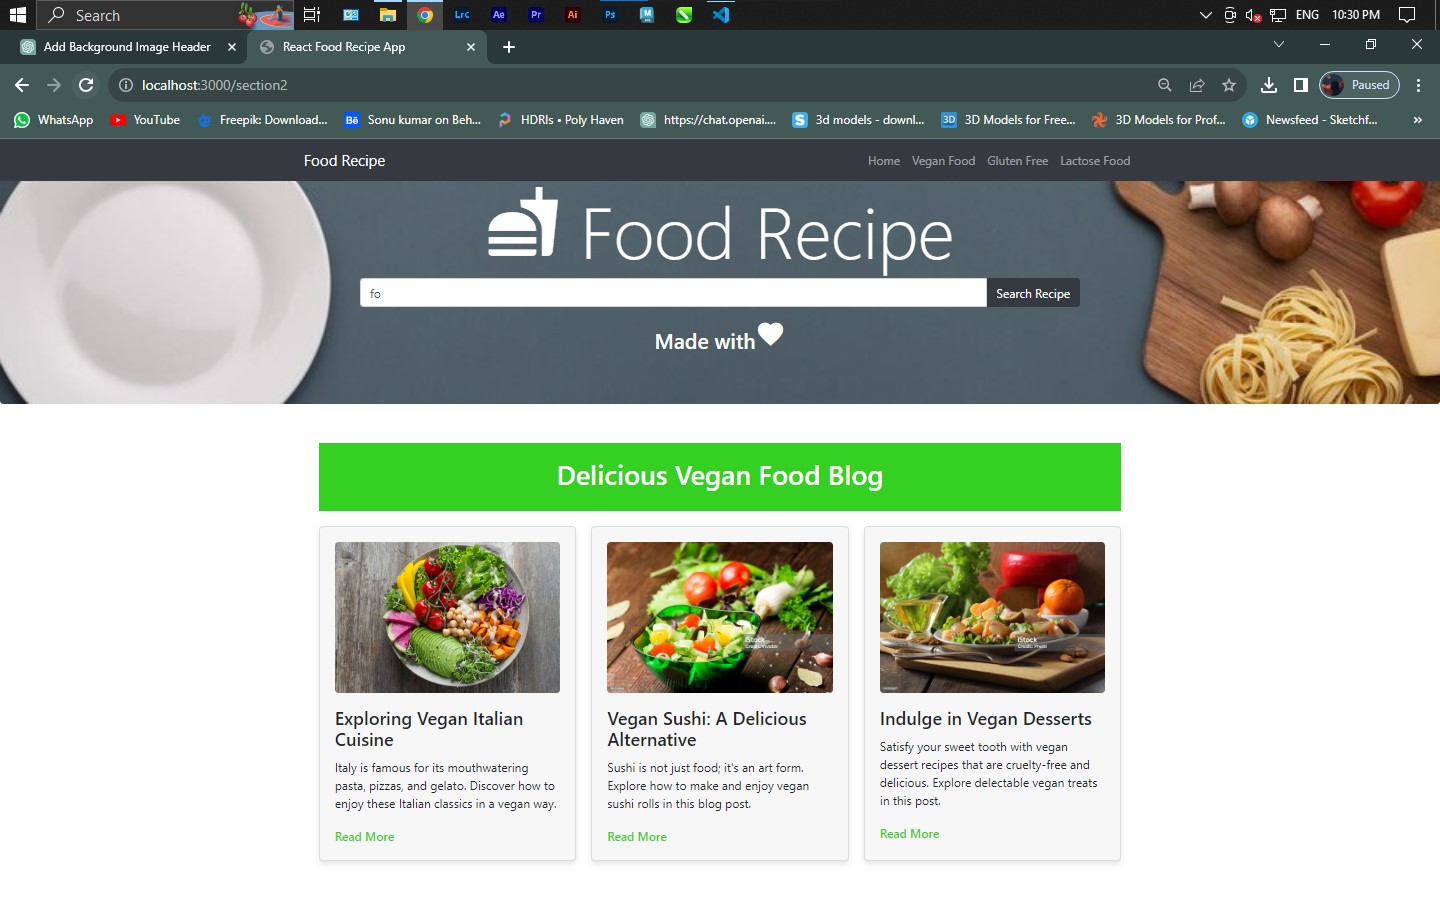 Search
Lrc
Ae
Pr
Ai
Ps
M
ENG
10:30 PM
Add Background Image Header
React Food Recipe App
localhost:3000/section2
Paused
WhatsApp
YouTube
Freepik: Download...
Bē Sonu kumar on Beh...
HDRIs • Poly Haven
https://chat.openai....
S 3d models - downl...
3D 3D Models for Free...
3D Models for Prof...
Newsfeed - Sketchf...
»
Food Recipe
Home Vegan Food Gluten Free Lactose Food
Food Recipe
fo
Search Recipe
Made with
Delicious Vegan Food Blog
Exploring Vegan Italian
Cuisine
Italy is famous for its mouthwatering
pasta, pizzas, and gelato. Discover how to
enjoy these Italian classics in a vegan way.
Read More
iStock
Vegan Sushi: A Delicious
Alternative
Sushi is not just food; it's an art form.
Explore how to make and enjoy vegan
sushi rolls in this blog post.
Read More
iStock
Indulge in Vegan Desserts
Satisfy your sweet tooth with vegan
dessert recipes that are cruelty-free and
delicious. Explore delectable vegan treats
in this post.
Read More